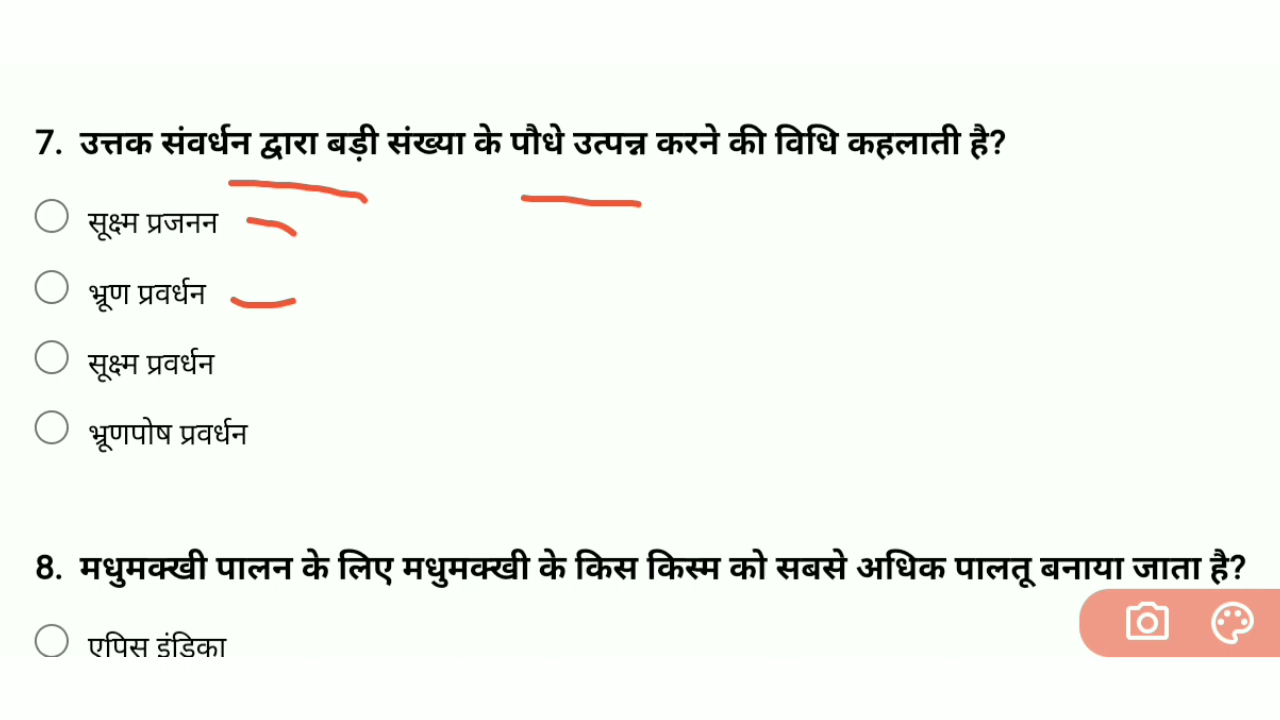 7. उत्तक संवर्धन द्वारा बड़ी संख्या के पौधे उत्पन्न करने की विधि कहलाती है?
सूक्ष्म प्रजनन
भ्रूण प्रवर्धन
सूक्ष्म प्रवर्धन
भ्रूणपोष प्रवर्धन
8. मधुमक्खी पालन के लिए मधुमक्खी के किस किस्म को सबसे अधिक पालतू बनाया जाता है?
एपिस इंडिका